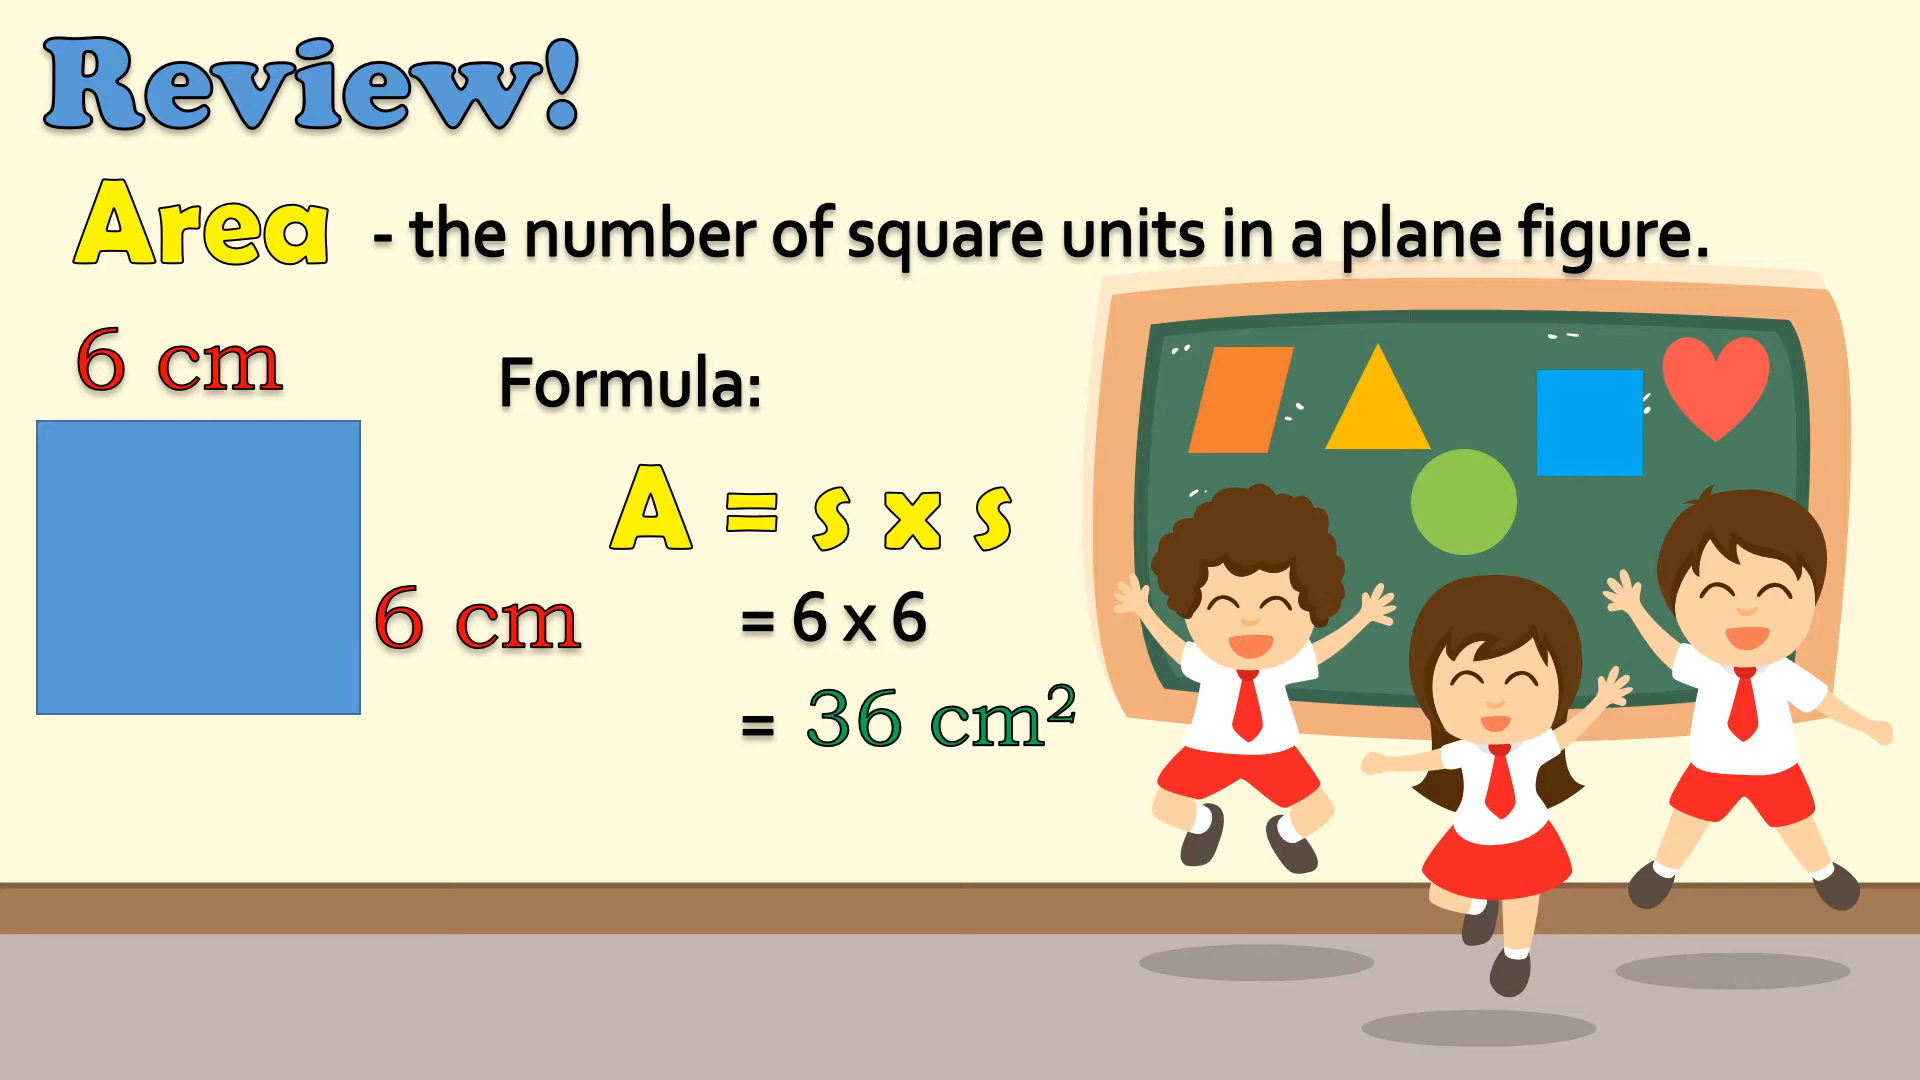 Review!
Area - the number of square units in a plane figure.
6 cm
Formula:
A = s x s
6 cm
= 6 x 6
= 36 cm²